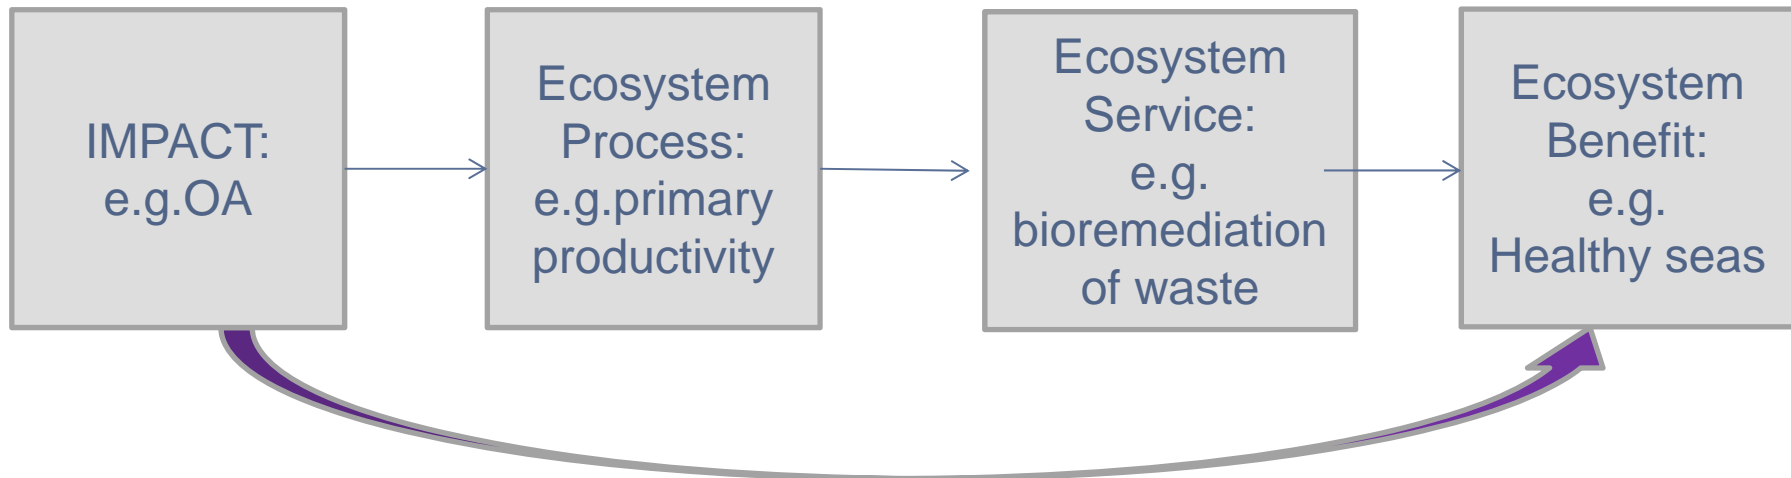 IMPACT:
e.g.OA
Ecosystem
Process:
e.g.primary
productivity
Ecosystem
Service:
e.g.
bioremediation
of waste
Ecosystem
Benefit:
e.g.
Healthy seas